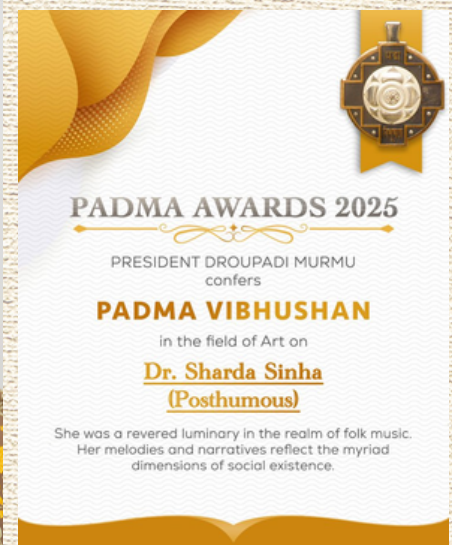 PADMA AWARDS 2025
PRESIDENT DROUPADI MURMU
confers
PADMA VIBHUSHAN
in the field of Art on
Dr. Sharda Sinha
(Posthumous)
She was a revered luminary in the realm of folk music.
Her melodies and narratives reflect the myriad
dimensions of social existence.